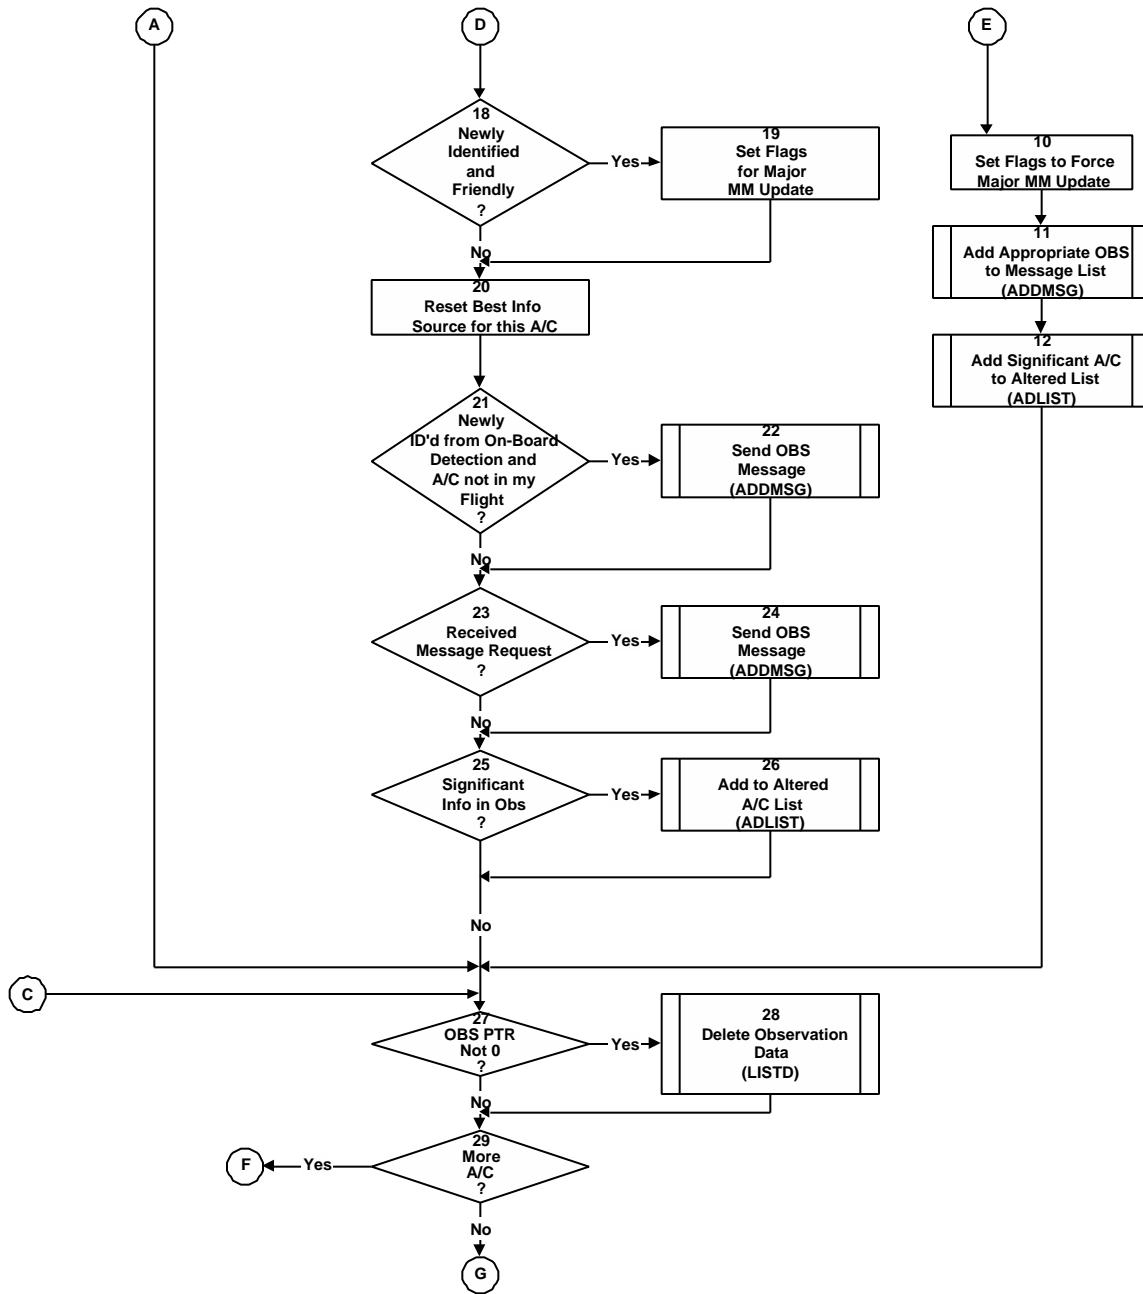 A
D
E
18
Newly
Identified
and
Friendly
?
Yes
19
Set Flags
for Major
MM Update
No
10
Set Flags to Force
Major MM Update
11
Add Appropriate OBS
to Message List
(ADDMSG)
12
Add Significant A/C
to Altered List
(ADLIST)
20
Reset Best Info
Source for this A/C
21
Newly
ID'd from On-Board
Detection and
A/C not in my
Flight
?
Yes
22
Send OBS
Message
(ADDMSG)
No
23
Received
Message Request
?
Yes
24
Send OBS
Message
(ADDMSG)
No
25
Significant
Info in Obs
?
Yes
26
Add to Altered
A/C List
(ADLIST)
No
C
27
OBS PTR
Not 0
?
Yes
28
Delete Observation
Data
(LISTD)
No
29
More
A/C
?
Yes
F
No
G